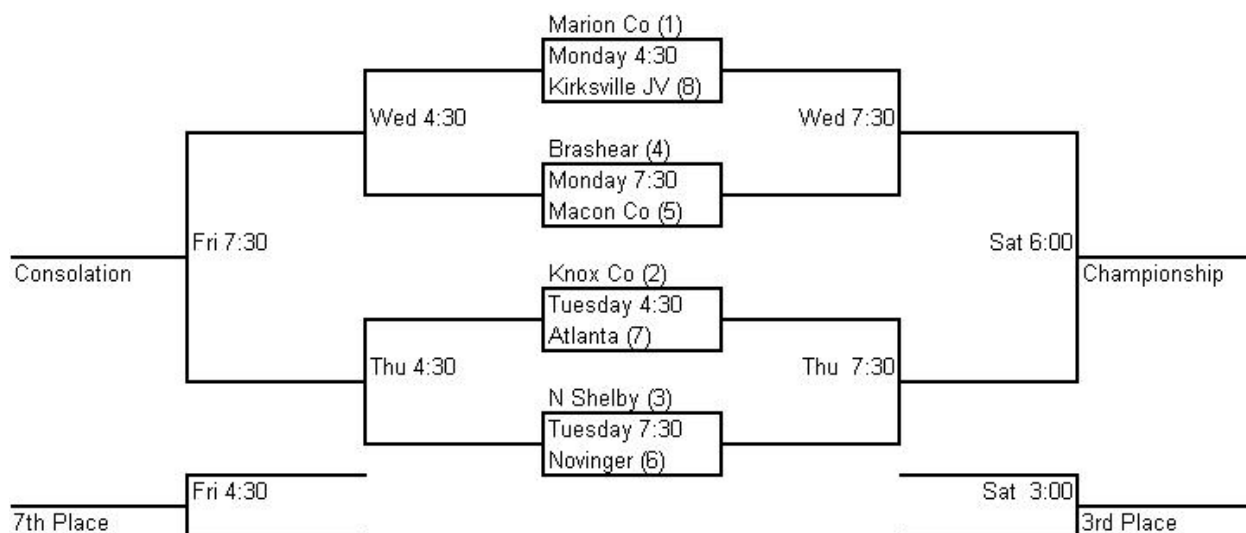 Marion Co (1)
Monday 4:30
Kirksville JV (8)
Wed 4:30
Wed 7:30
Brashear (4)
Monday 7:30
Macon Co (5)
Fri 7:30
Sat 6:00
Consolation
Championship
Knox Co (2)
Tuesday 4:30
Atlanta (7)
Thu 4:30
Thu 7:30
N Shelby (3)
Tuesday 7:30
Novinger (6)
Fri 4:30
Sat 3:00
7th Place
3rd Place